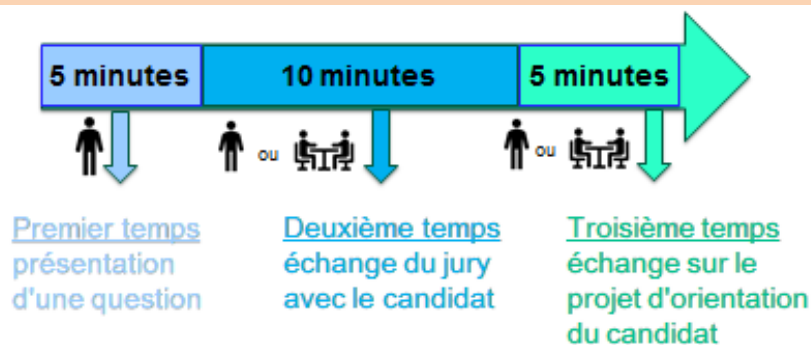 5 minutes
10 minutes
5 minutes
ou
ou
Premier temps
présentation
d'une question
Deuxième temps
échange du jury
avec le candidat
Troisième temps
échange sur le
projet d'orientation
du candidat